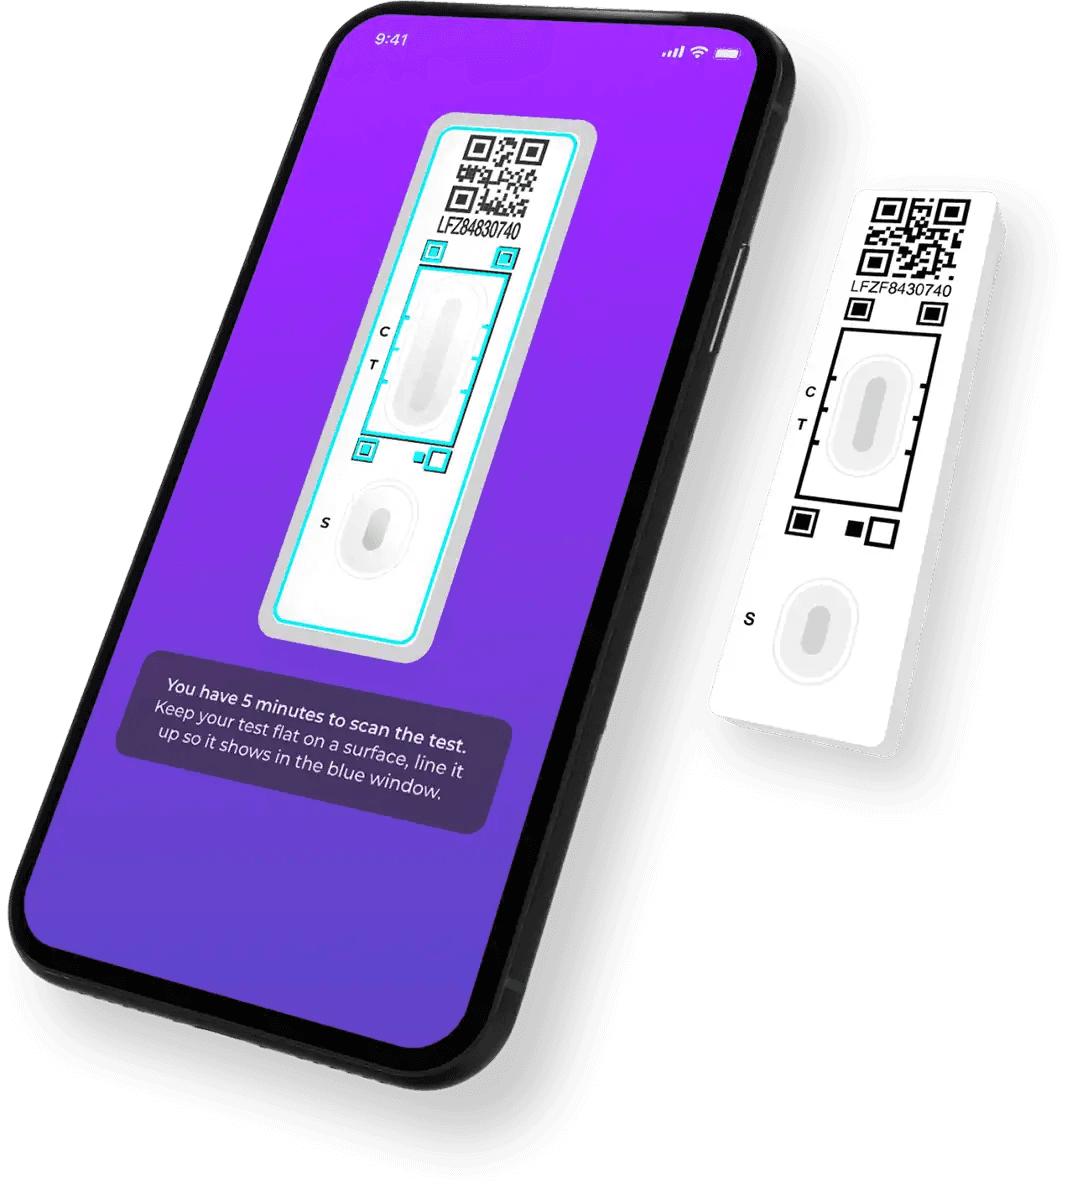 9:41
LFZ84830740
C
T
S
You have 5 minutes to scan the test.
Keep your test flat on a surface, line it
up so it shows in the blue window.
LFZF8430740
C
T
S